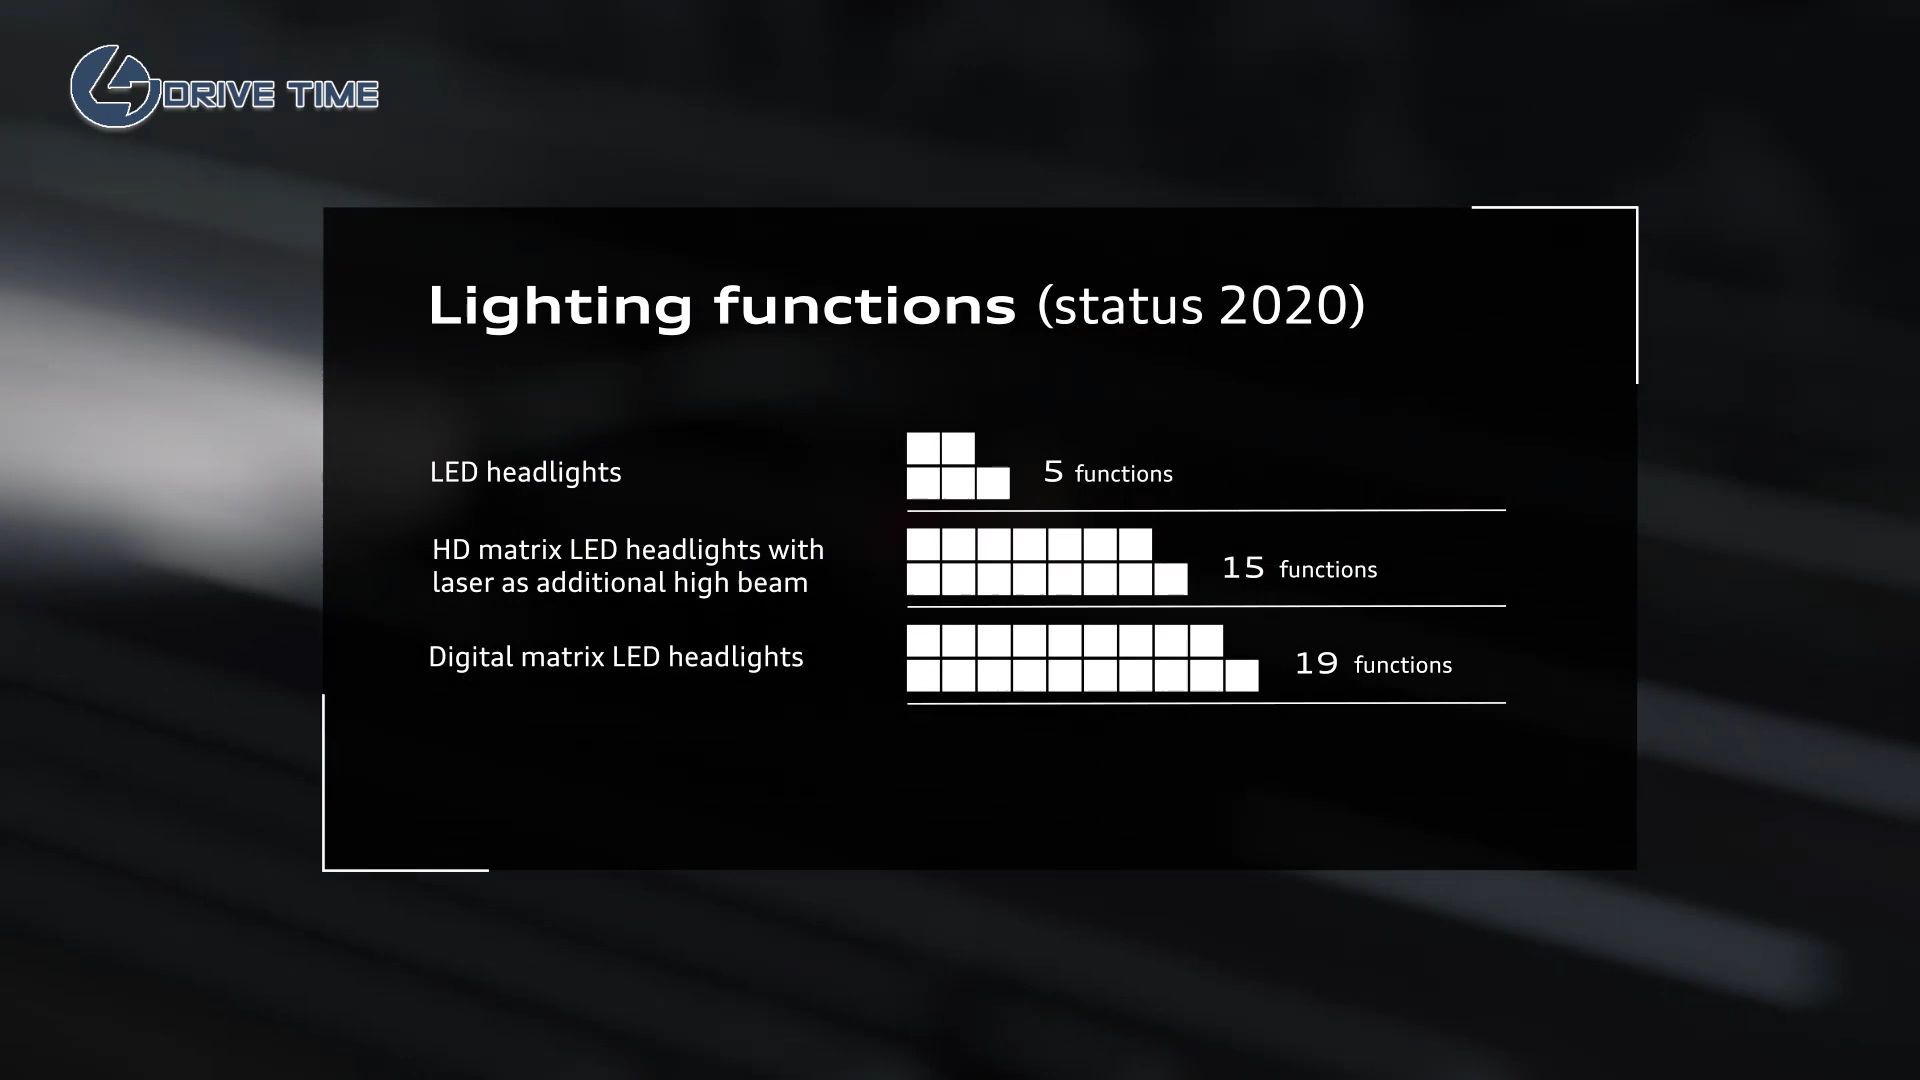 DRIVE TIME
Lighting functions (status 2020)
LED headlights
5 functions
HD matrix LED headlights with
laser as additional high beam
15 functions
Digital matrix LED headlights
19 functions